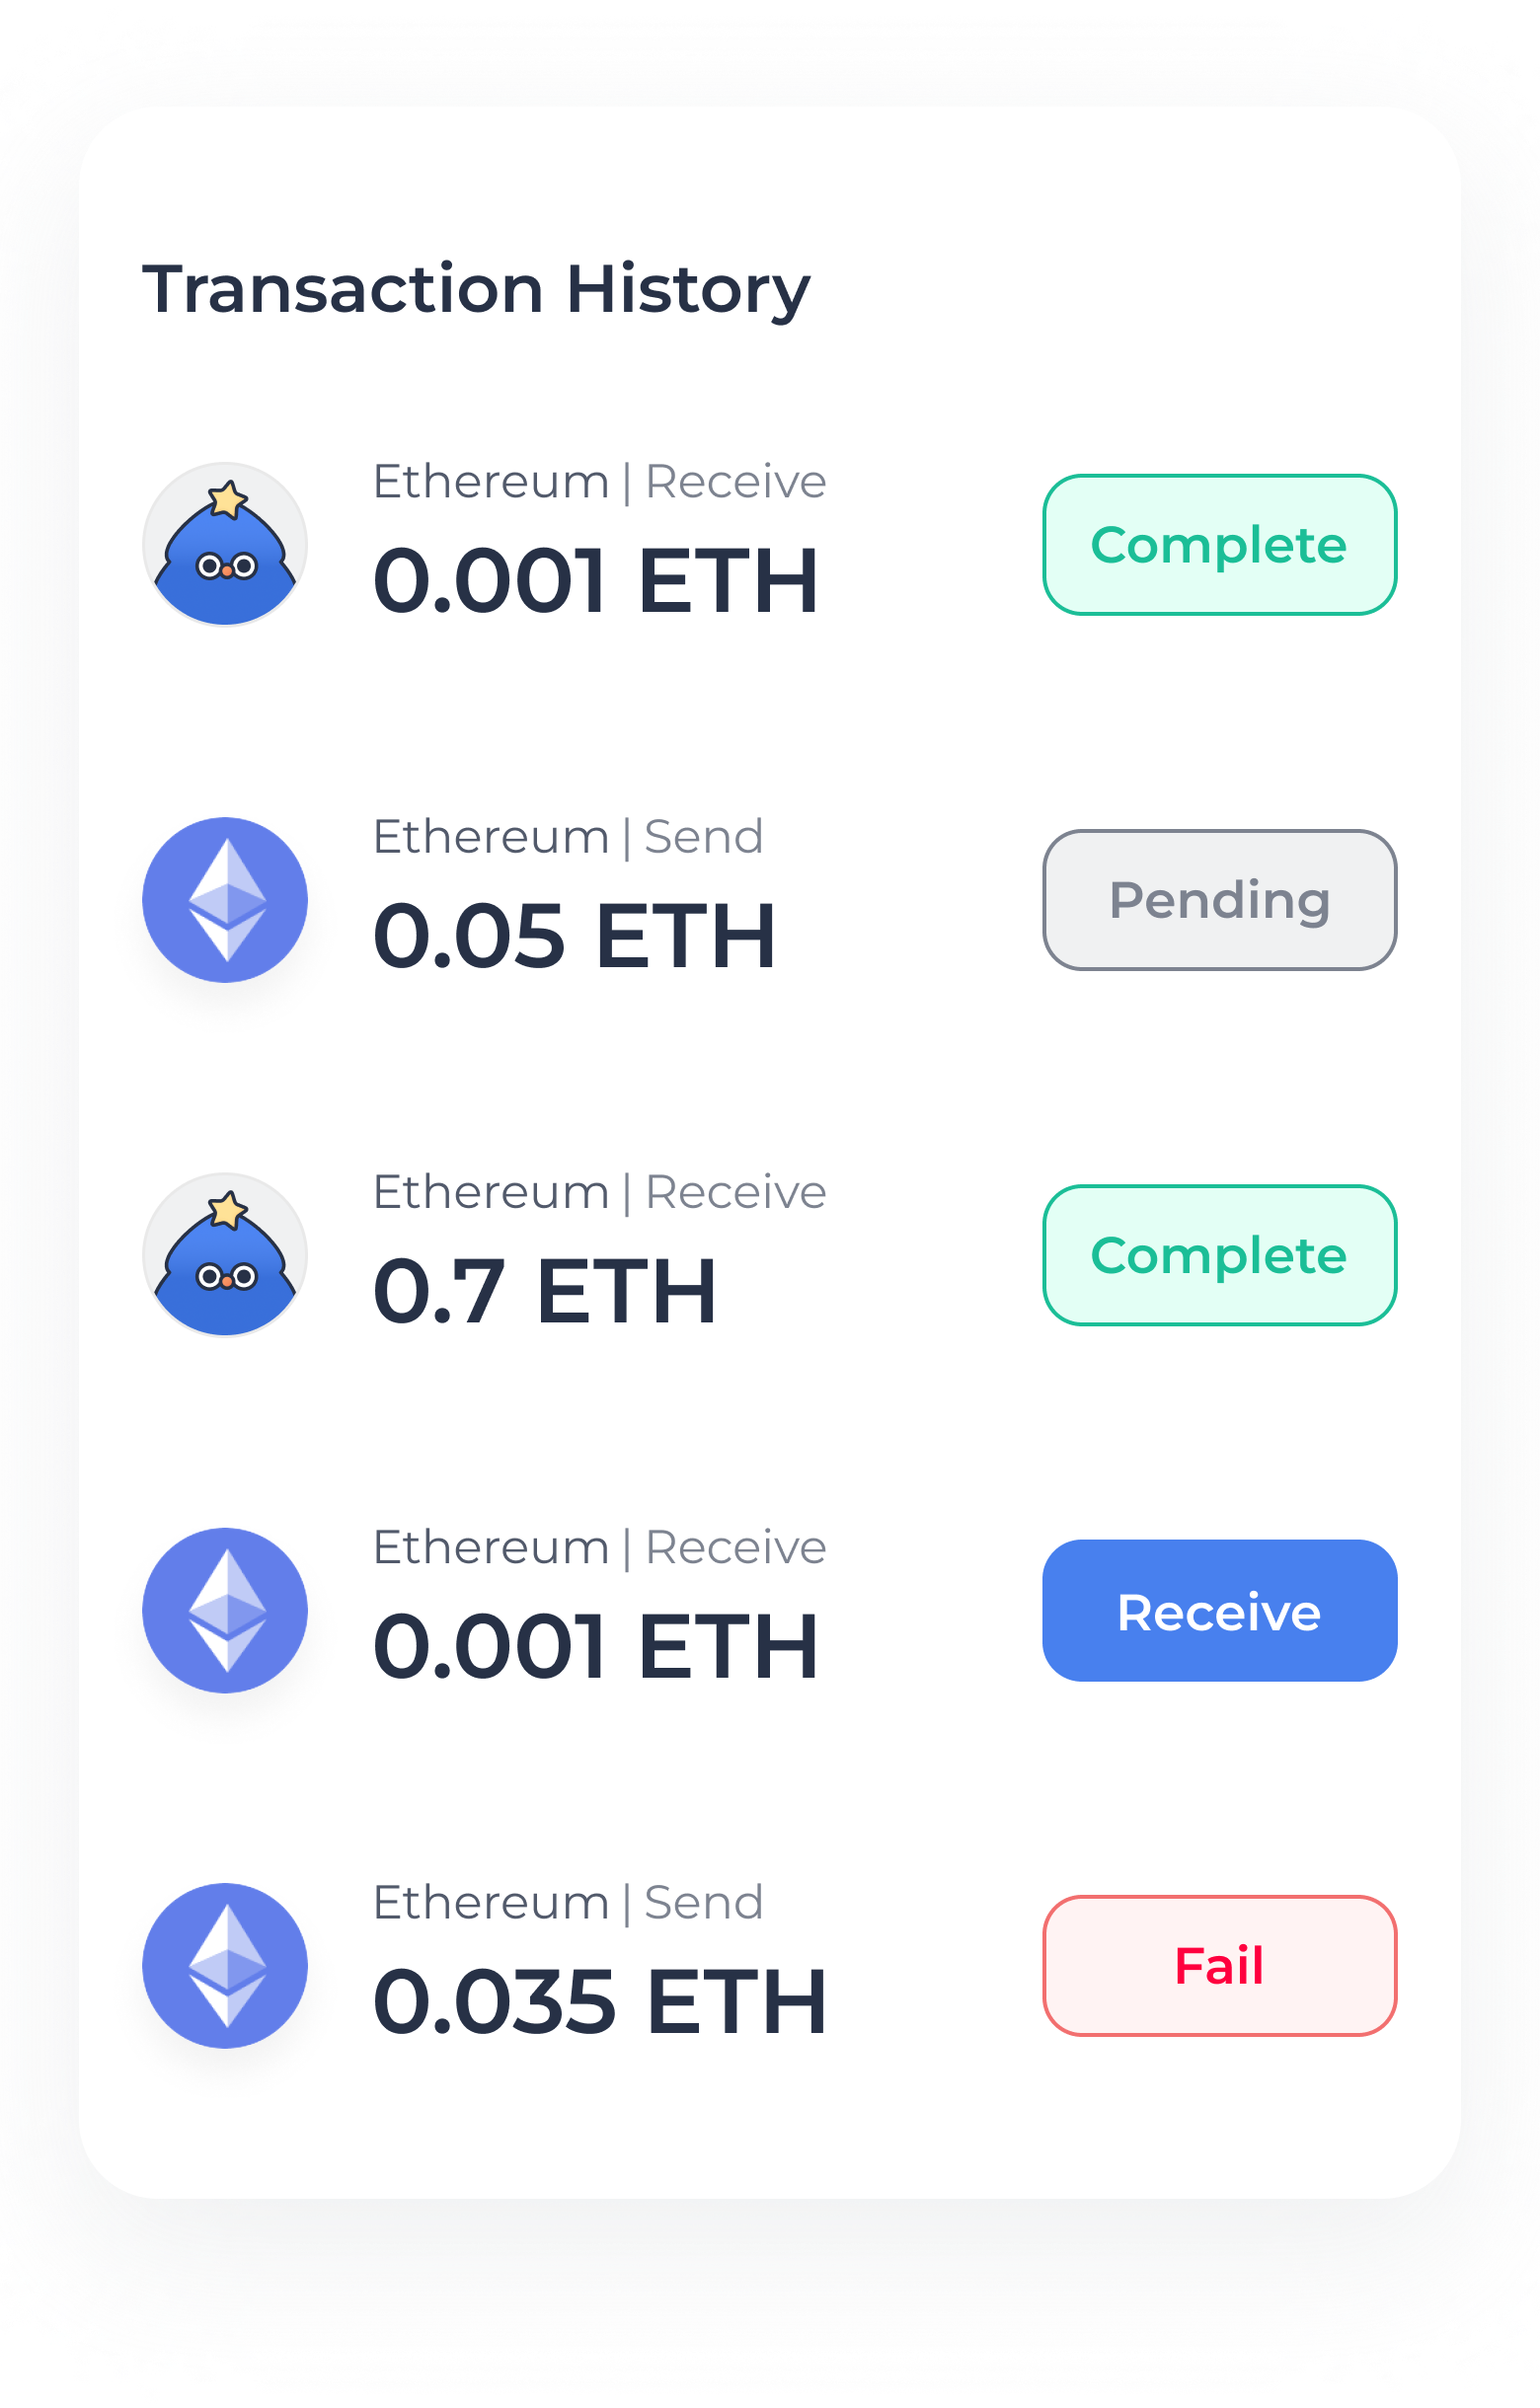 Transaction History
Ethereum | Receive
0.001 ETH
Complete
Ethereum | Send
0.05 ETH
Pending
Ethereum | Receive
0.7 ETH
Complete
Ethereum | Receive
0.001 ETH
Receive
Ethereum | Send
0.035 ETH
Fail